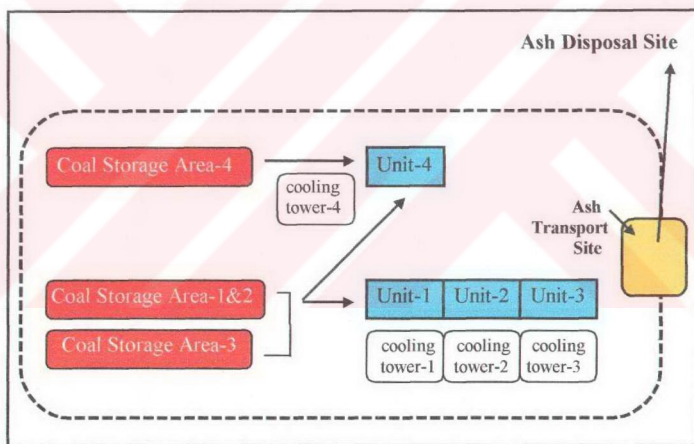 Ash Disposal Site
Coal Storage Area-4
Unit-4
cooling
tower-4
Ash
Transport
Site
Coal Storage Area-1&2
Unit-1 Unit-2 Unit-3
Coal Storage Area-3
cooling
tower-1
cooling
tower-2
cooling
tower-3